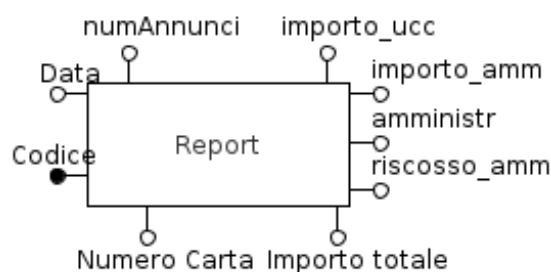 numAnnunci importo_ucc
Data importo_amm
amministr
Codice Report riscosso_amm
Numero Carta Importo totale